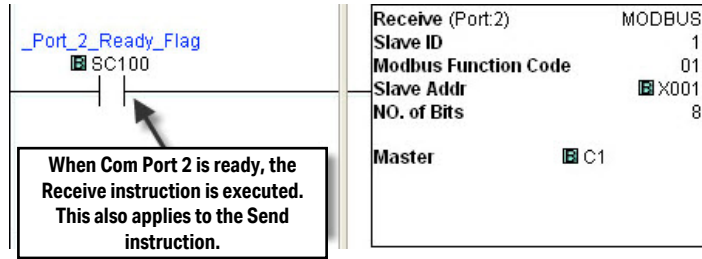 _Port_2_Ready_Flag
B SC100
When Com Port 2 is ready, the
Receive instruction is executed.
This also applies to the Send
instruction.
Receive (Port:2) MODBUS
Slave ID 1
Modbus Function Code 01
Slave Addr B X001
NO. of Bits 8
Master B C1